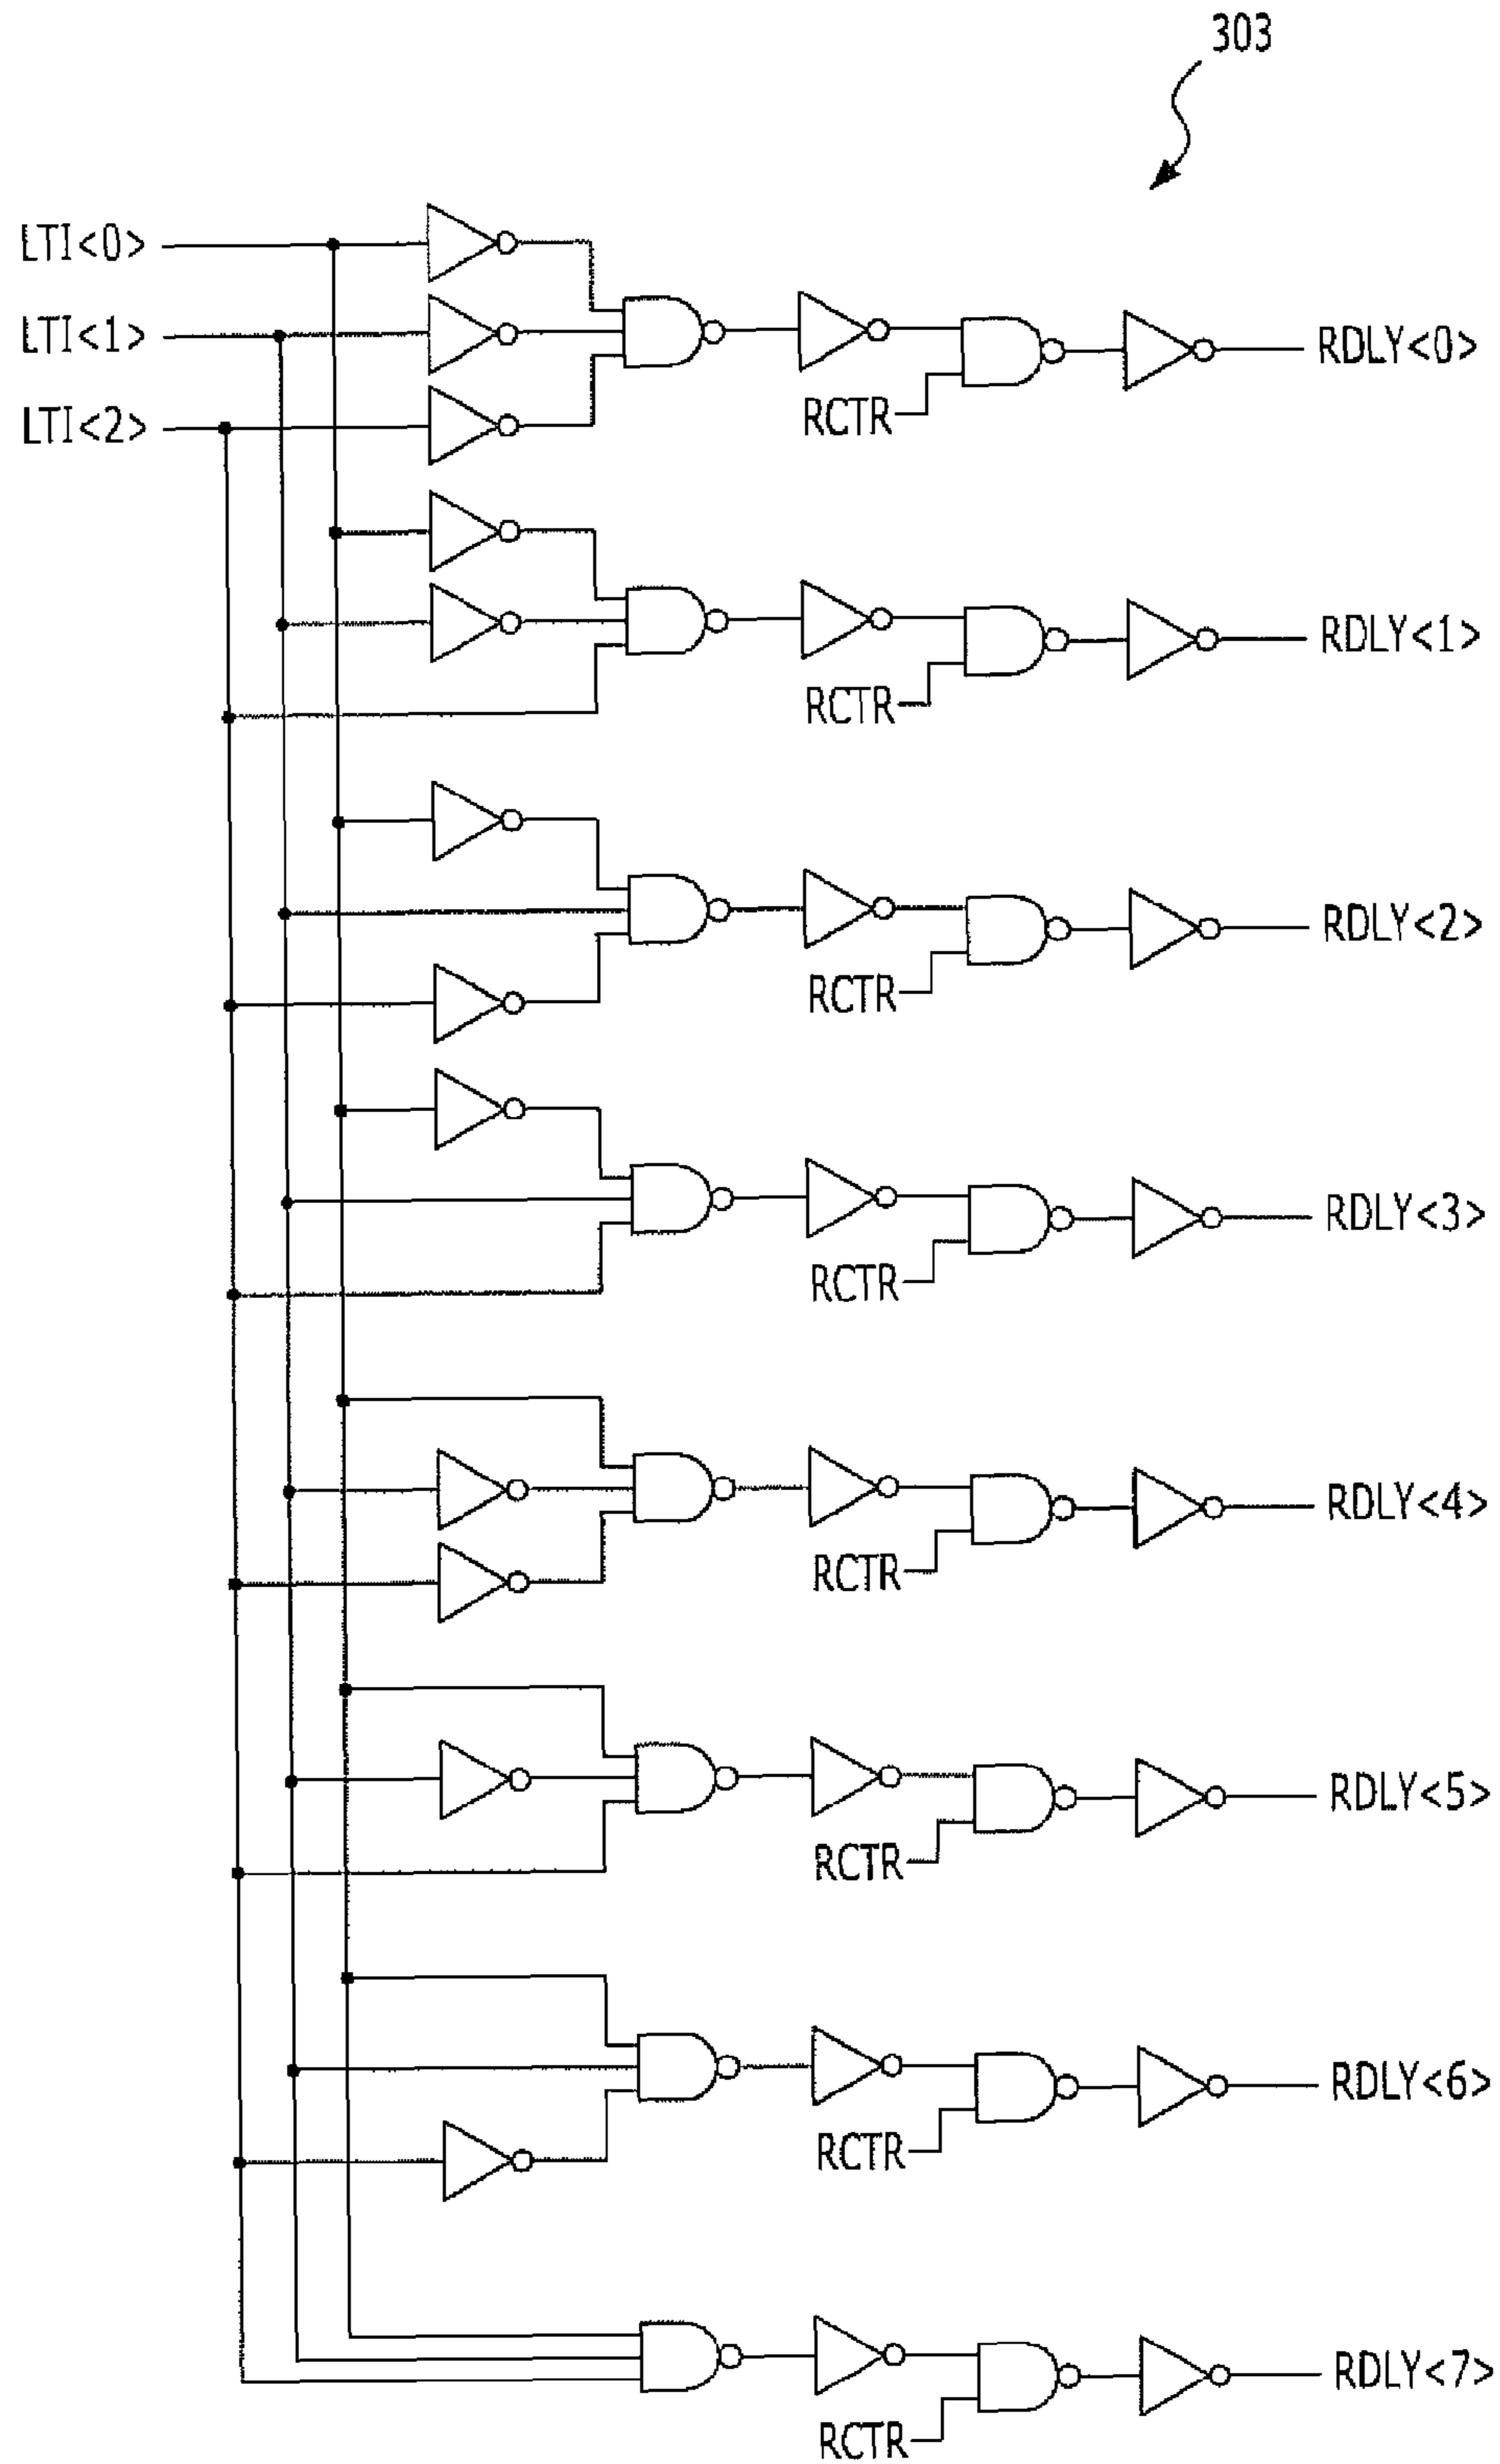 303
LTI<0>
LTI<1>
LTI<2>
RCTR
RDLY<0>
RCTR
RDLY<1>
RCTR
RDLY<2>
RCTR
RDLY<3>
RCTR
RDLY<4>
RCTR
RDLY<5>
RCTR
RDLY<6>
RCTR
RDLY<7>